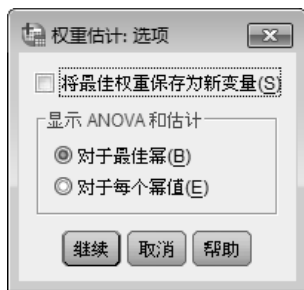 权重估计: 选项
将最佳权重保存为新变量(S)
显示 ANOVA 和估计
对于最佳幂(B)
对于每个幂值(E)
继续 取消 帮助